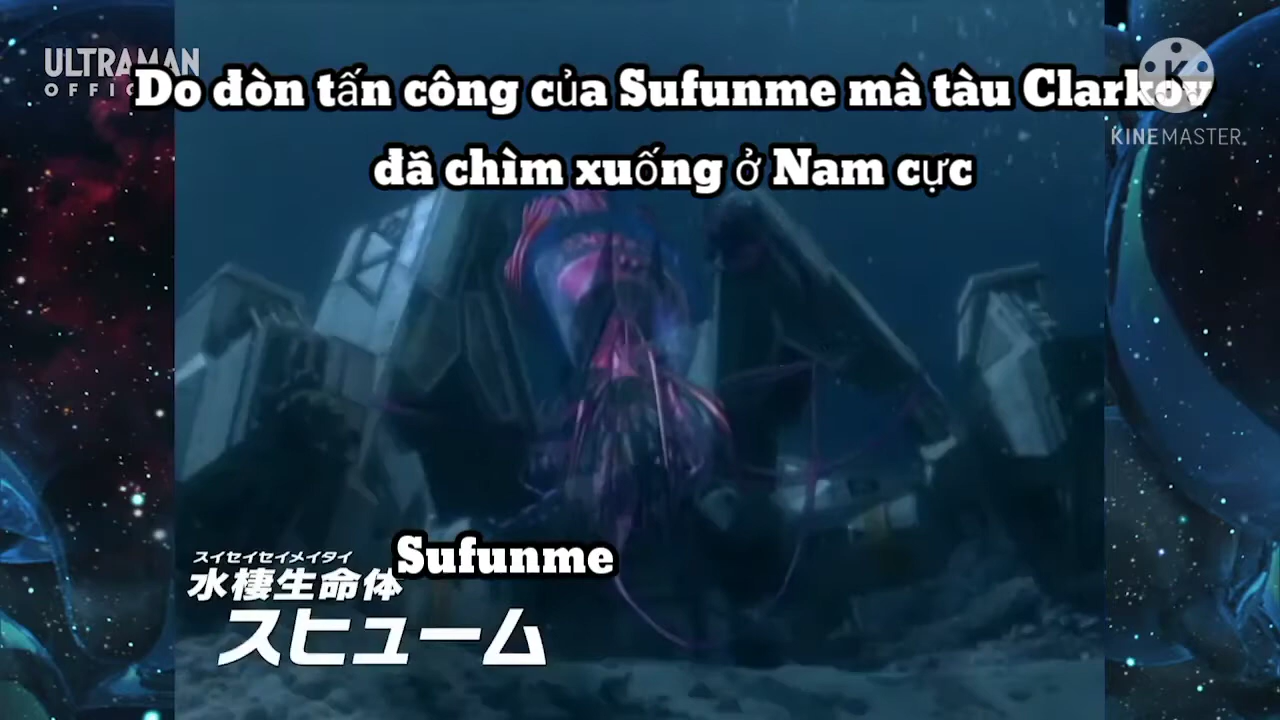 ULTRAMAN
OFFIC
Do đòn tấn công của Sufunme mà tàu Clarkov
đã chìm xuống ở Nam cực
KINEMASTER
Sufunme
スイセイセイメイタイ
水棲生命体
スヒューム